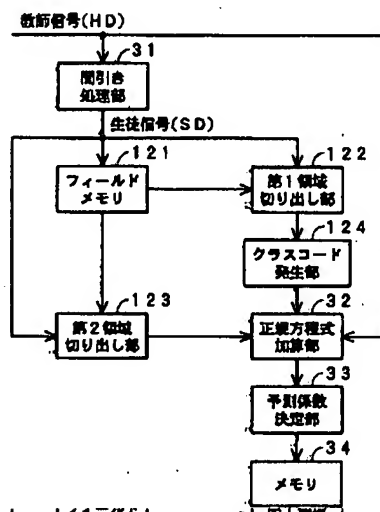 教師信号(HD)
31
間引き
処理部
生徒信号(SD)
121
フィールド
メモリ
122
第1領域
切り出し部
124
クラスコード
発生部
123
第2領域
切り出し部
32
正規方程式
加算部
33
予測係数
決定部
34
メモリ